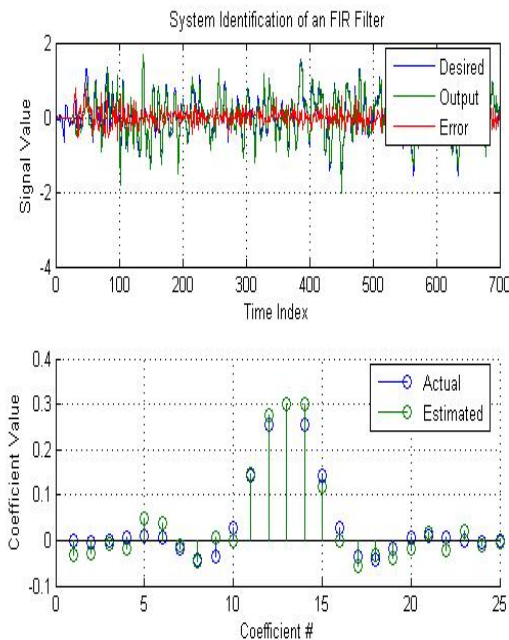 System Identification of an FIR Filter
2
0
-2
-4
Signal Value
Desired
Output
Error
0 100 200 300 400 500 600 700
Time Index
0.4
0.3
0.2
0.1
0
-0.1
Coefficient Value
Actual
Estimated
0 5 10 15 20 25
Coefficient #